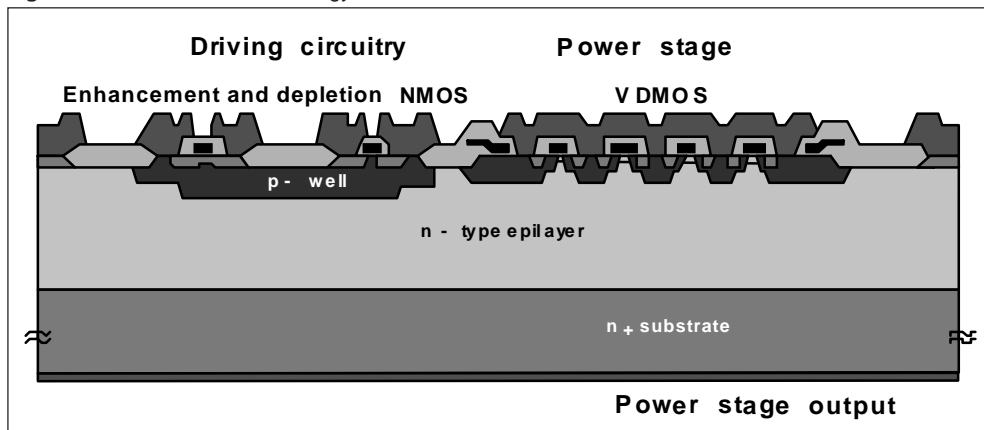 Driving circuitry Power stage
Enhancement and depletion NMOS VDMOS
p- well
n - type epilayer
n + substrate
Power stage output